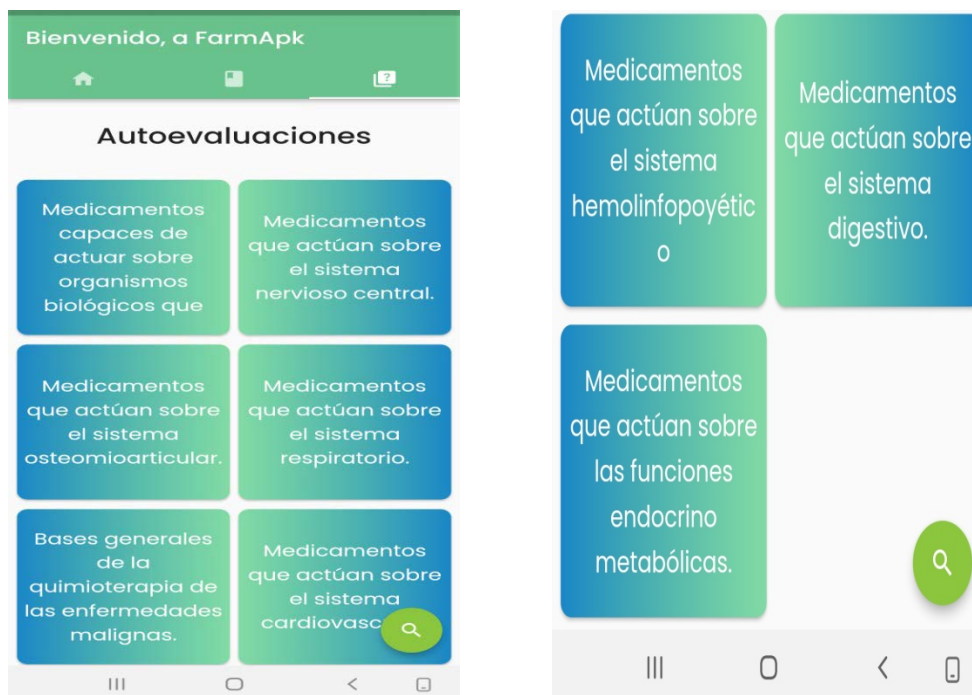 Bienvenido, a FarmApk
Autoevaluaciones
Medicamentos
capaces de
actuar sobre
organismos
biológicos que
Medicamentos
que actúan sobre
el sistema
nervioso central.
Medicamentos
que actúan sobre
el sistema
osteomioarticular.
Medicamentos
que actúan sobre
el sistema
respiratorio.
Bases generales
de la
quimioterapia de
las enfermedades
malignas.
Medicamentos
que actúan sobre
el sistema
cardiovasc
Medicamentos
que actúan sobre
el sistema
hemolinfopoyétic
o
Medicamentos
que actúan sobre
el sistema
digestivo.
Medicamentos
que actúan sobre
las funciones
endocrino
metabólicas.